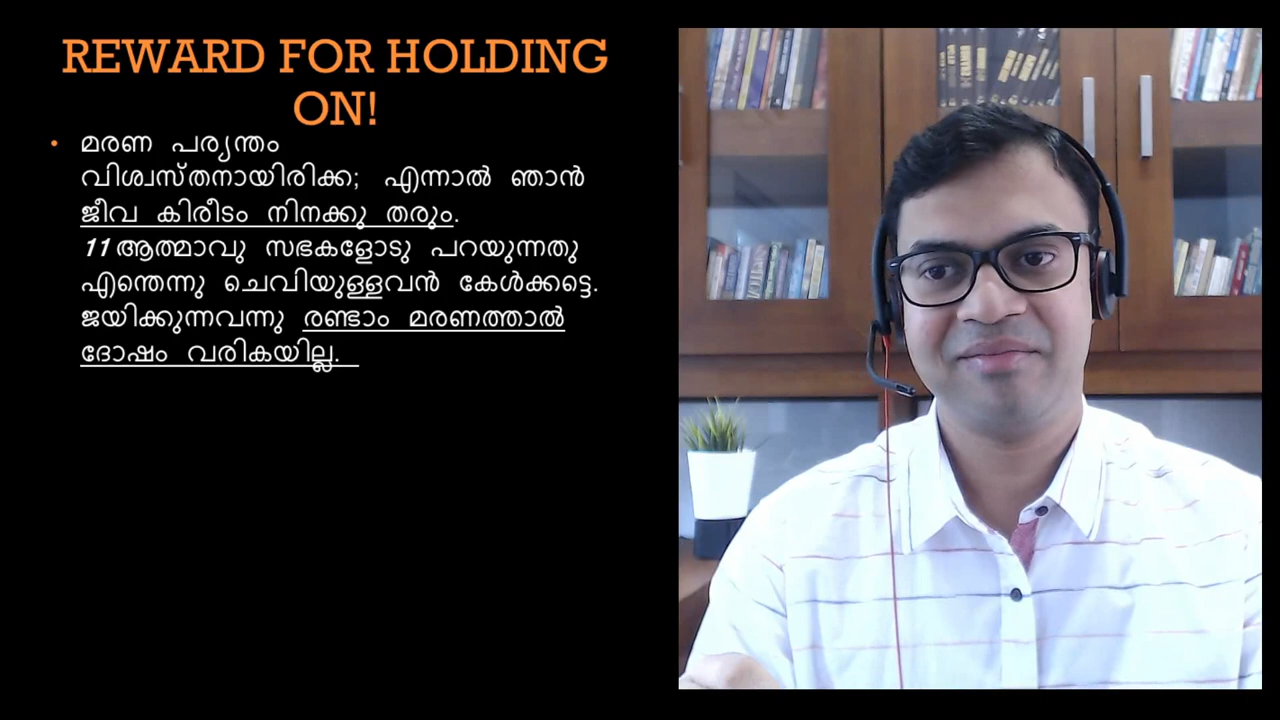 REWARD FOR HOLDING
ON!
• മരണ പര്യന്തം
വിശ്വസ്തനായിരിക്ക; എന്നാൽ ഞാൻ
ജീവ കിരീടം നിനക്കു തരും.
11 ആത്മാവു സഭകളോടു പറയുന്നതു
എന്തെന്നു ചെവിയുള്ളവൻ കേൾക്കട്ടെ.
ജയിക്കുന്നവന്നു രണ്ടാം മരണത്താൽ
ദോഷം വരികയില്ല.